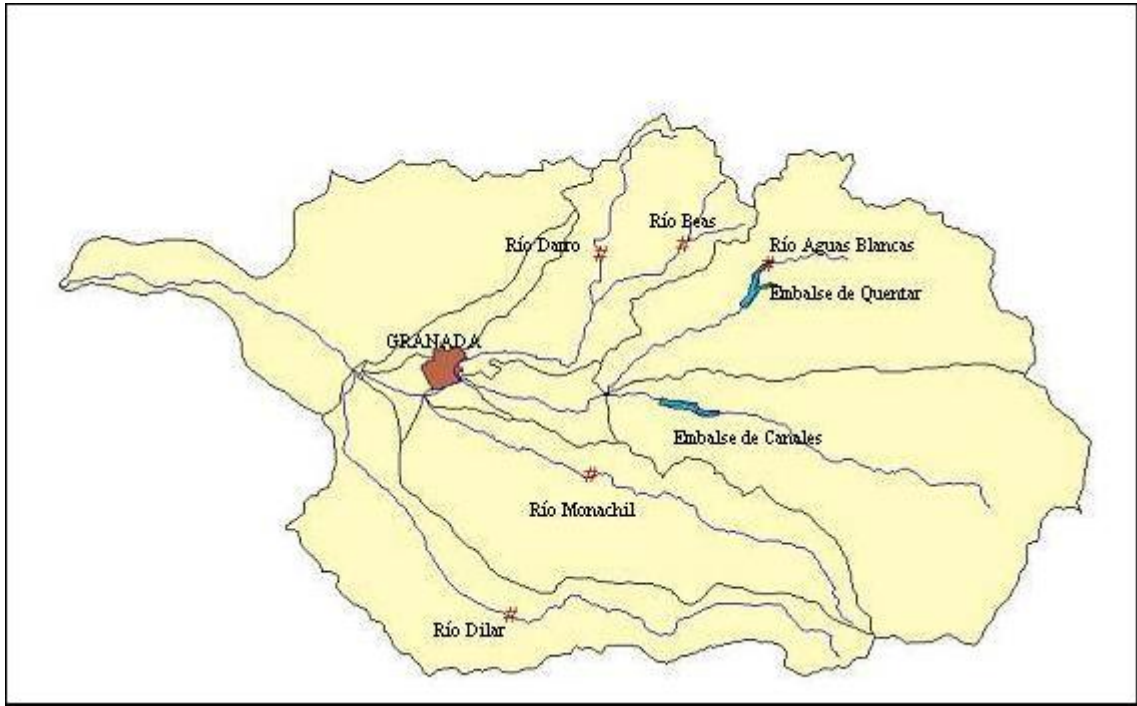 Río Beas
Río Darro
Río Aguas Blancas
Embalse de Quentar
GRANADA
Embalse de Canales
Río Monachil
Río Dilar